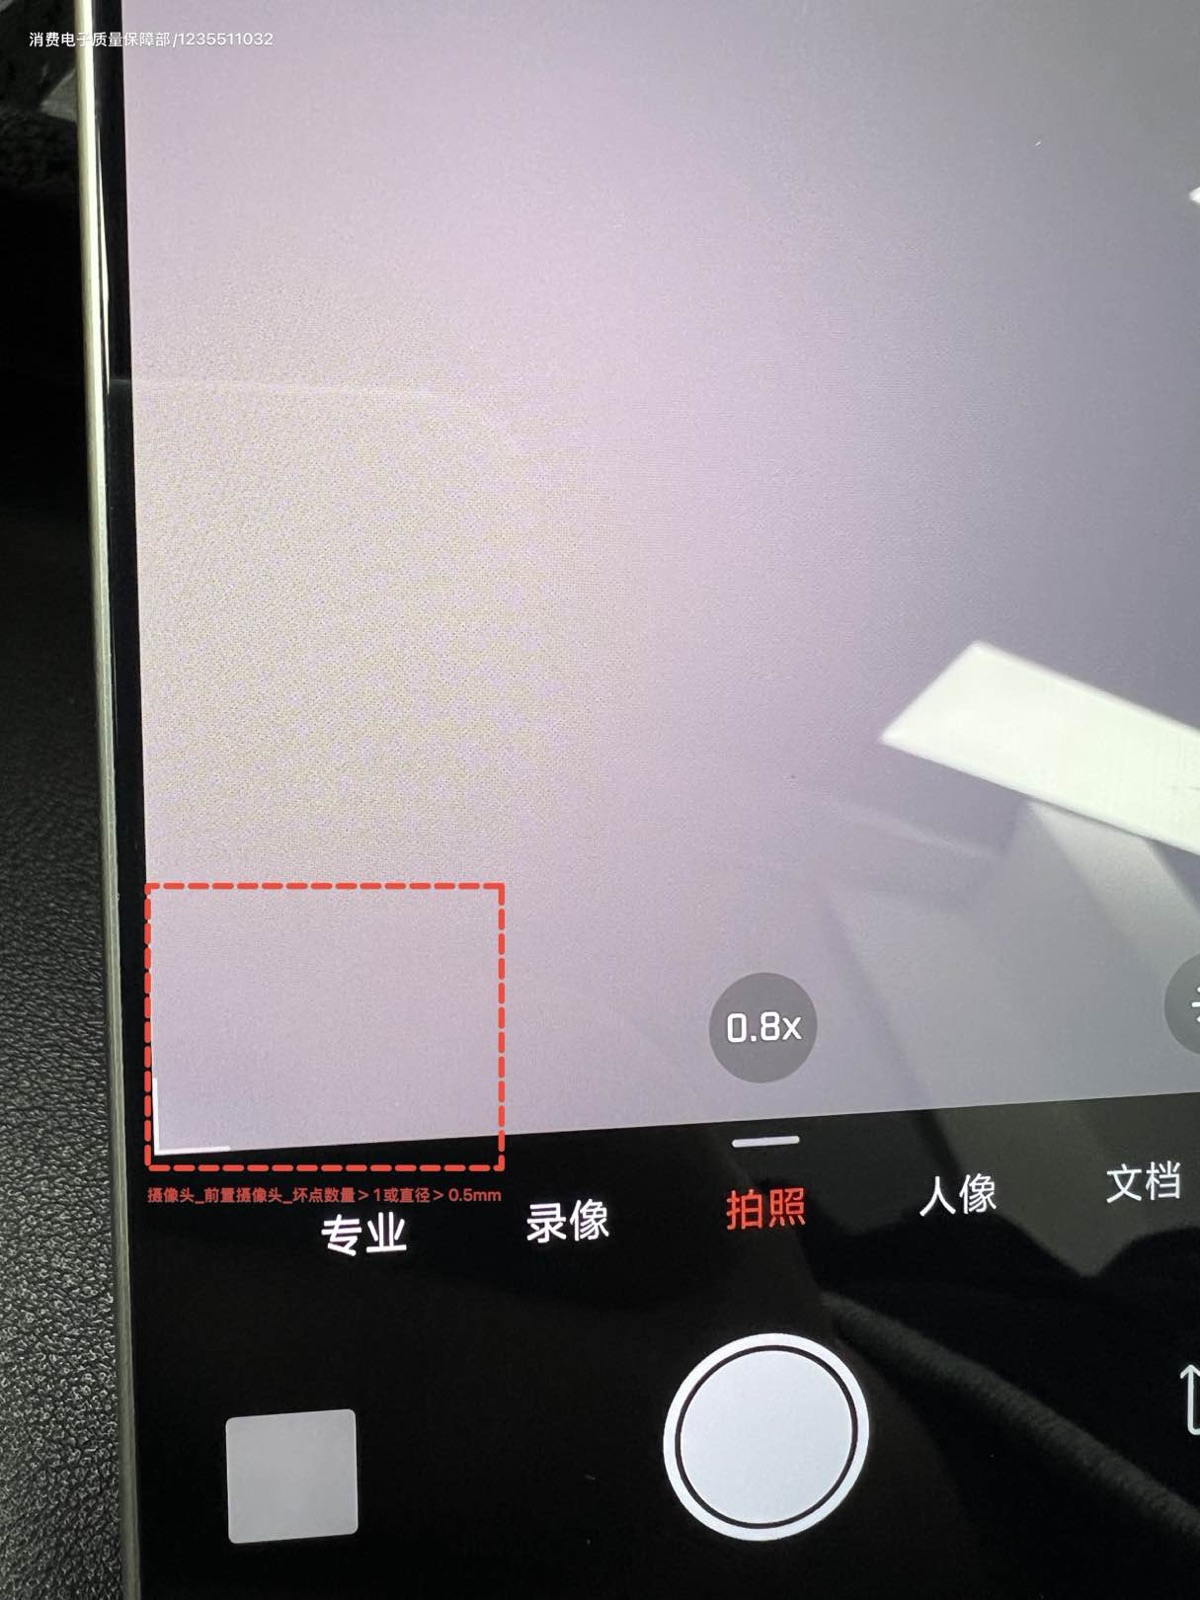 消费电子质量保障部/1235511032
0.8x
摄像头_前置摄像头_坏点数量>1或直径>0.5mm
专业
录像
拍照
人像
文档